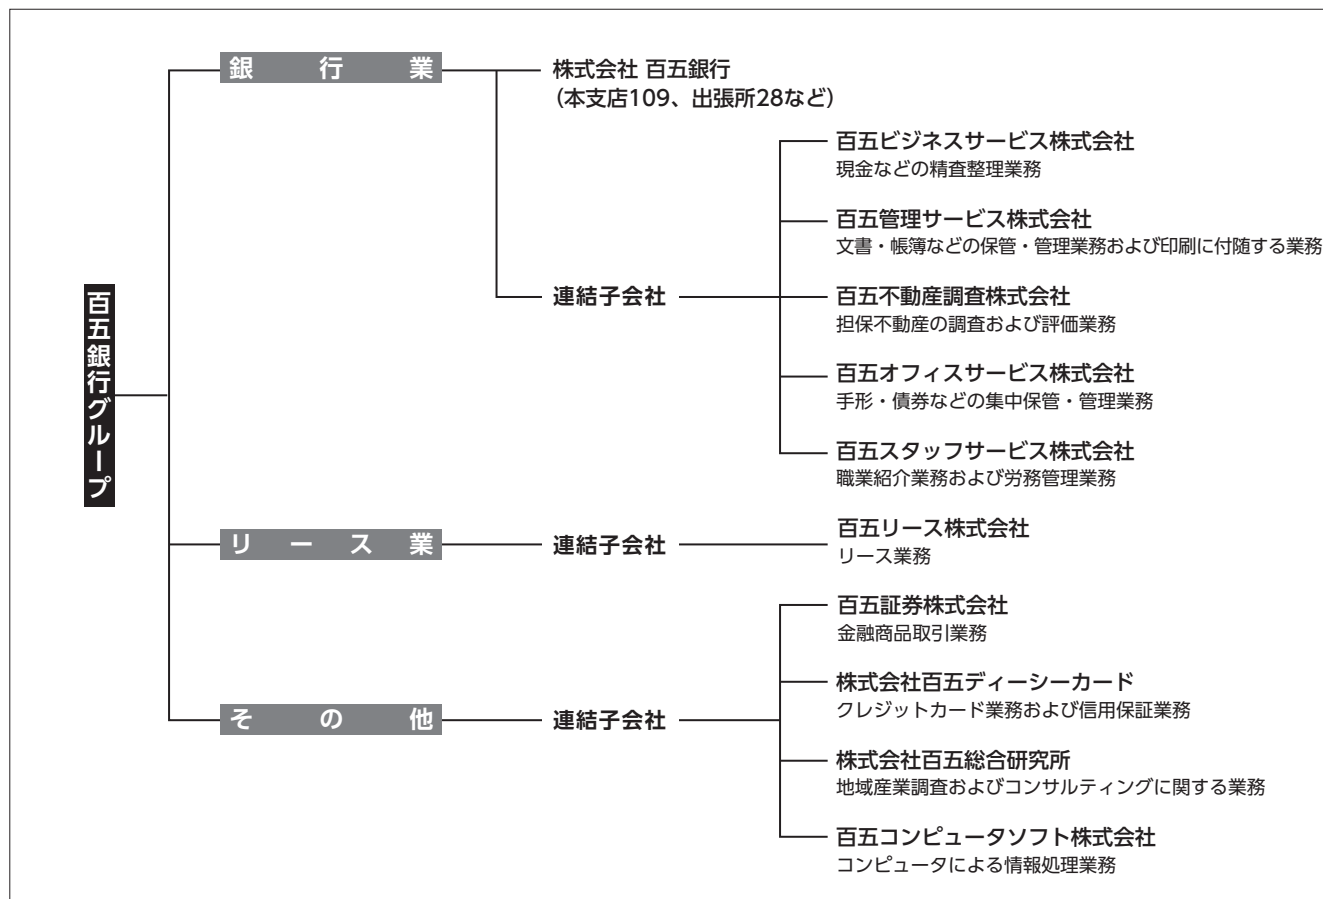 百五銀行グループ
銀行業
株式会社 百五銀行
（本支店109、出張所28など）
連結子会社
百五ビジネスサービス株式会社
現金などの精査整理業務
百五管理サービス株式会社
文書・帳簿などの保管・管理業務および印刷に付随する業務
百五不動産調査株式会社
担保不動産の調査および評価業務
百五オフィスサービス株式会社
手形・債券などの集中保管・管理業務
百五スタッフサービス株式会社
職業紹介業務および労務管理業務
リース業
連結子会社
百五リース株式会社
リース業務
その他
連結子会社
百五証券株式会社
金融商品取引業務
株式会社百五ディーシーカード
クレジットカード業務および信用保証業務
株式会社百五総合研究所
地域産業調査およびコンサルティングに関する業務
百五コンピュータソフト株式会社
コンピュータによる情報処理業務